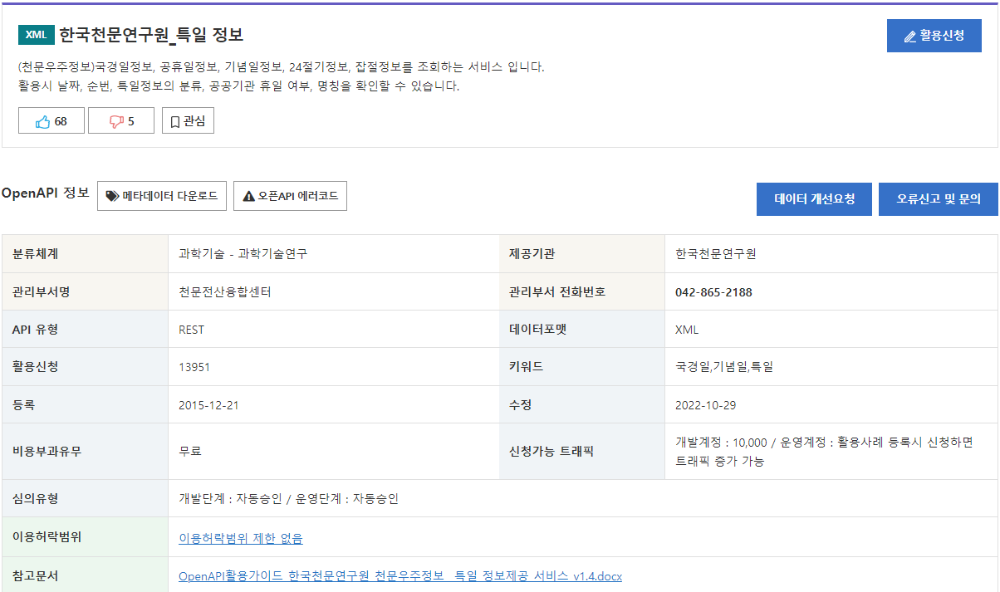 XML 한국천문연구원_특일 정보
활용신청
(천문우주정보)국경일정보, 공휴일정보, 기념일정보, 24절기정보, 잡절정보를 조회하는 서비스 입니다.
활용시 날짜, 순번, 특일정보의 분류, 공공기관 휴일 여부, 명칭을 확인할 수 있습니다.
68 5 관심
OpenAPI 정보 메타데이터 다운로드 오픈API 에러코드 데이터 개선요청 오류신고 및 문의
분류체계 과학기술 - 과학기술연구 제공기관 한국천문연구원
관리부서명 천문전산융합센터 관리부서 전화번호 042-865-2188
API 유형 REST 데이터포맷 XML
활용신청 13951 키워드 국경일,기념일,특일
등록 2015-12-21 수정 2022-10-29
비용부과유무 무료 신청가능 트래픽 개발계정 : 10,000 / 운영계정 : 활용사례 등록시 신청하면
트래픽 증가 가능
심의유형 개발단계 : 자동승인 / 운영단계 : 자동승인
이용허락범위 이용허락범위 제한 없음
참고문서 OpenAPI활용가이드_한국천문연구원_천문우주정보__특일_정보제공_서비스_v1.4.docx